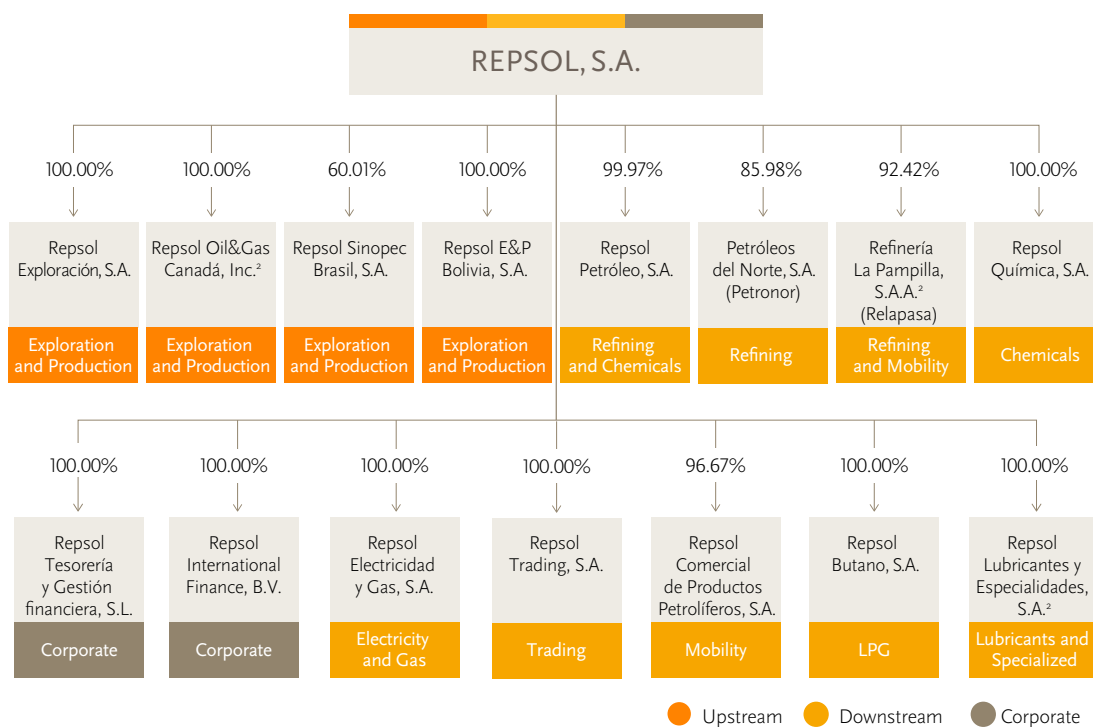 REPSOL, S.A.
100.00%
100.00%
60.01%
100.00%
99.97%
85.98%
92.42%
100.00%
Repsol
Exploración, S.A.
Exploration
and Production
Repsol Oil&Gas
Canadá, Inc.²
Exploration
and Production
Repsol Sinopec
Brasil, S.A.
Exploration
and Production
Repsol E&P
Bolivia, S.A.
Exploration
and Production
Repsol
Petróleo, S.A.
Refining
and Chemicals
Petróleos
del Norte, S.A.
(Petronor)
Refining
Refinería
La Pampilla,
S.A.A.²
(Relapasa)
Refining
and Mobility
Repsol
Química, S.A.
Chemicals
100.00%
100.00%
100.00%
100.00%
96.67%
100.00%
100.00%
Repsol
Tesorería
y Gestión
financiera, S.L.
Corporate
Repsol
International
Finance, B.V.
Corporate
Repsol
Electricidad
y Gas, S.A.
Electricity
and Gas
Repsol
Trading, S.A.
Trading
Repsol
Comercial
de Productos
Petrolíferos, S.A.
Mobility
Repsol
Butano, S.A.
LPG
Repsol
Lubricantes y
Especialidades,
S.A.²
Lubricants and
Specialized
Upstream
Downstream
Corporate